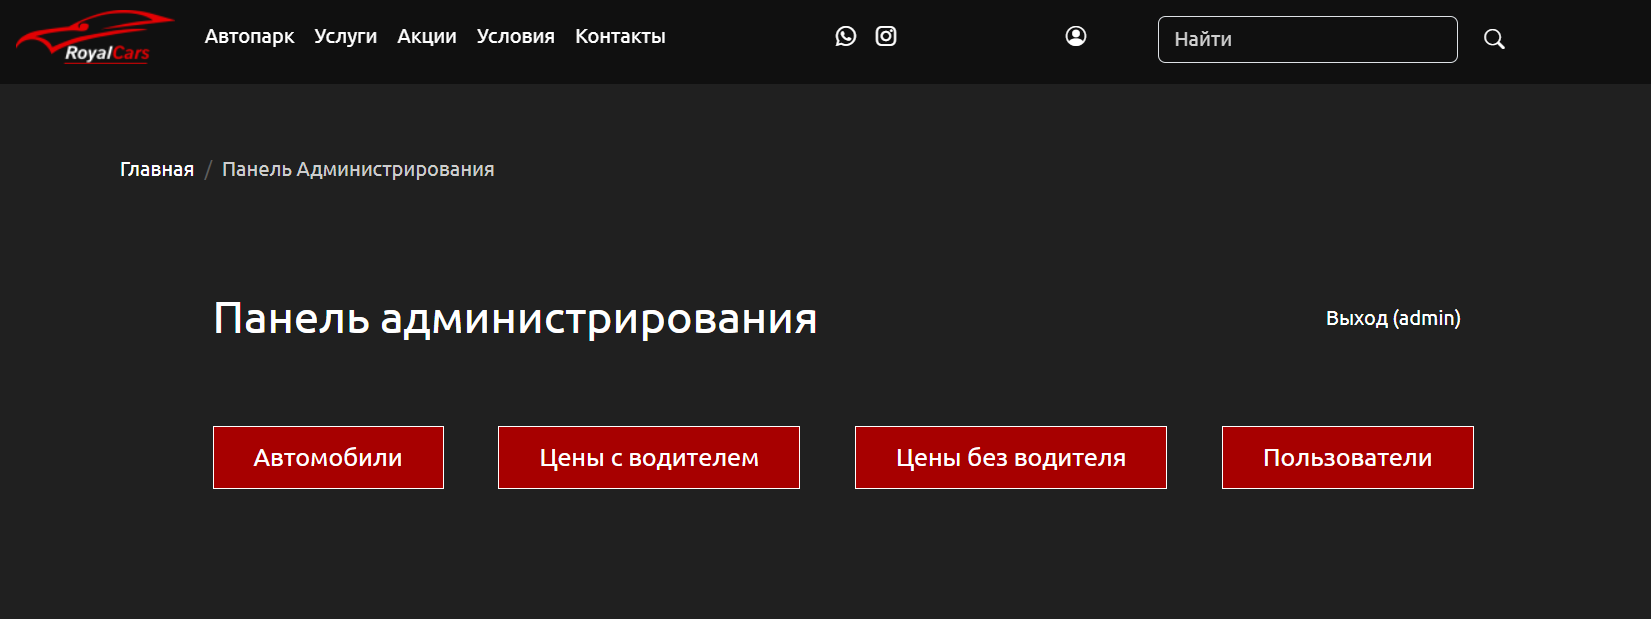 RoyalCars
Автопарк Услуги Акции Условия Контакты Найти
Главная / Панель Администрирования
Панель администрирования Выход (admin)
Автомобили Цены с водителем Цены без водителя Пользователи